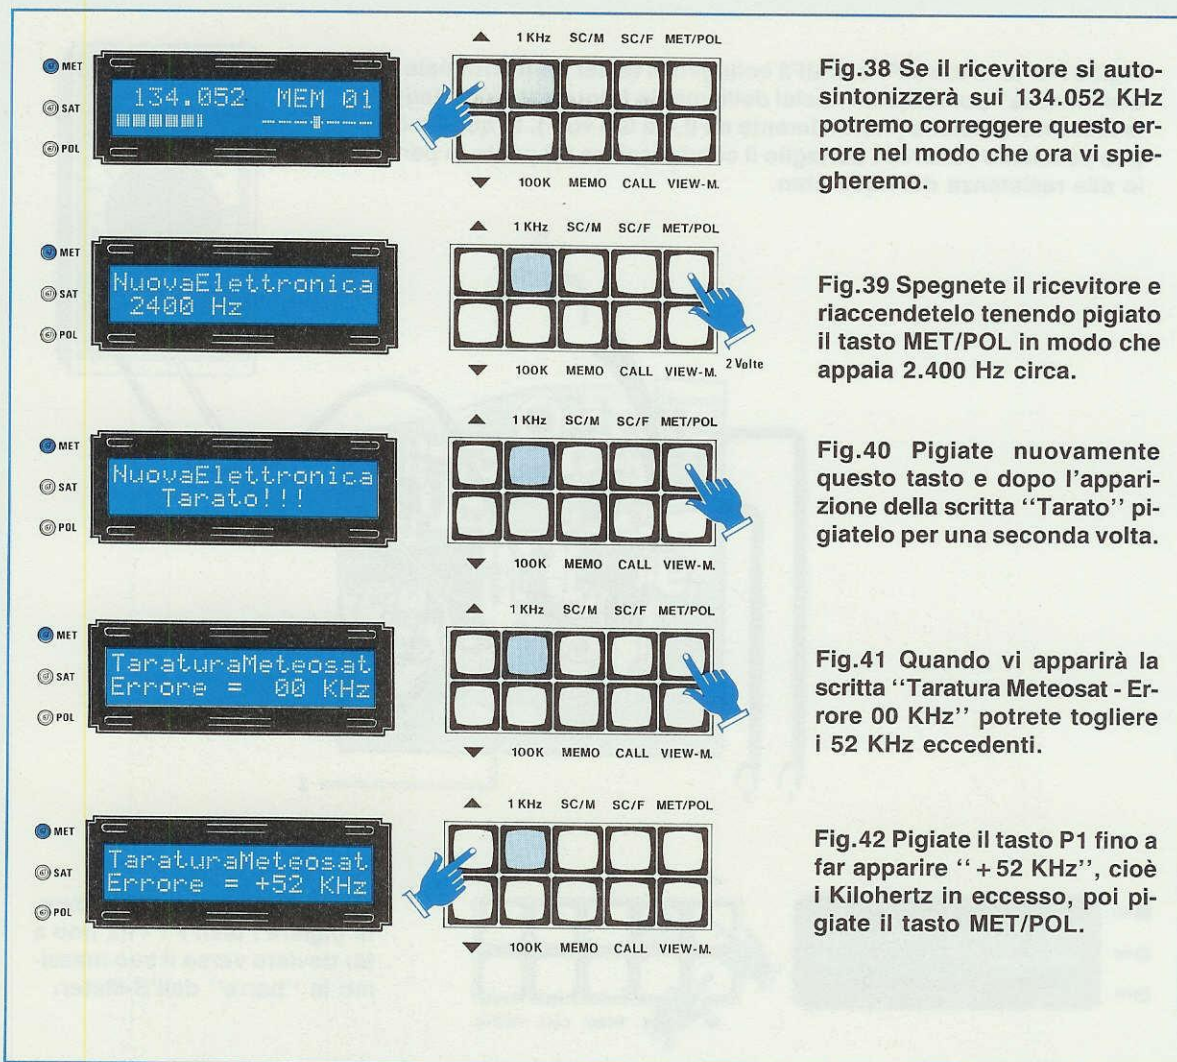 ▲ 1 KHz SC/M SC/F MET/POL
MET
SAT
POL
134.052 MEM 01
▼ 100K MEMO CALL VIEW-M.
Fig.38 Se il ricevitore si auto-
sintonizzerà sui 134.052 KHz
potremo correggere questo er-
rore nel modo che ora vi spie-
gheremo.
▲ 1 KHz SC/M SC/F MET/POL
MET
SAT
POL
NuovaElettronica
2400 Hz
▼ 100K MEMO CALL VIEW-M.
2 Volte
Fig.39 Spegnete il ricevitore e
riaccendetelo tenendo pigiato
il tasto MET/POL in modo che
appaia 2.400 Hz circa.
▲ 1 KHz SC/M SC/F MET/POL
MET
SAT
POL
NuovaElettronica
Tarato!!!
▼ 100K MEMO CALL VIEW-M.
Fig.40 Pigiate nuovamente
questo tasto e dopo l'appari-
zione della scritta ''Tarato'' pi-
giatelo per una seconda volta.
▲ 1 KHz SC/M SC/F MET/POL
MET
SAT
POL
TaraturaMeteosat
Errore = 00 KHz
▼ 100K MEMO CALL VIEW-M.
Fig.41 Quando vi apparirà la
scritta ''Taratura Meteosat - Er-
rore 00 KHz'' potrete togliere
i 52 KHz eccedenti.
▲ 1 KHz SC/M SC/F MET/POL
MET
SAT
POL
TaraturaMeteosat
Errore = +52 KHz
▼ 100K MEMO CALL VIEW-M.
Fig.42 Pigiate il tasto P1 fino a
far apparire '' + 52 KHz'', cioè
i Kilohertz in eccesso, poi pi-
giate il tasto MET/POL.